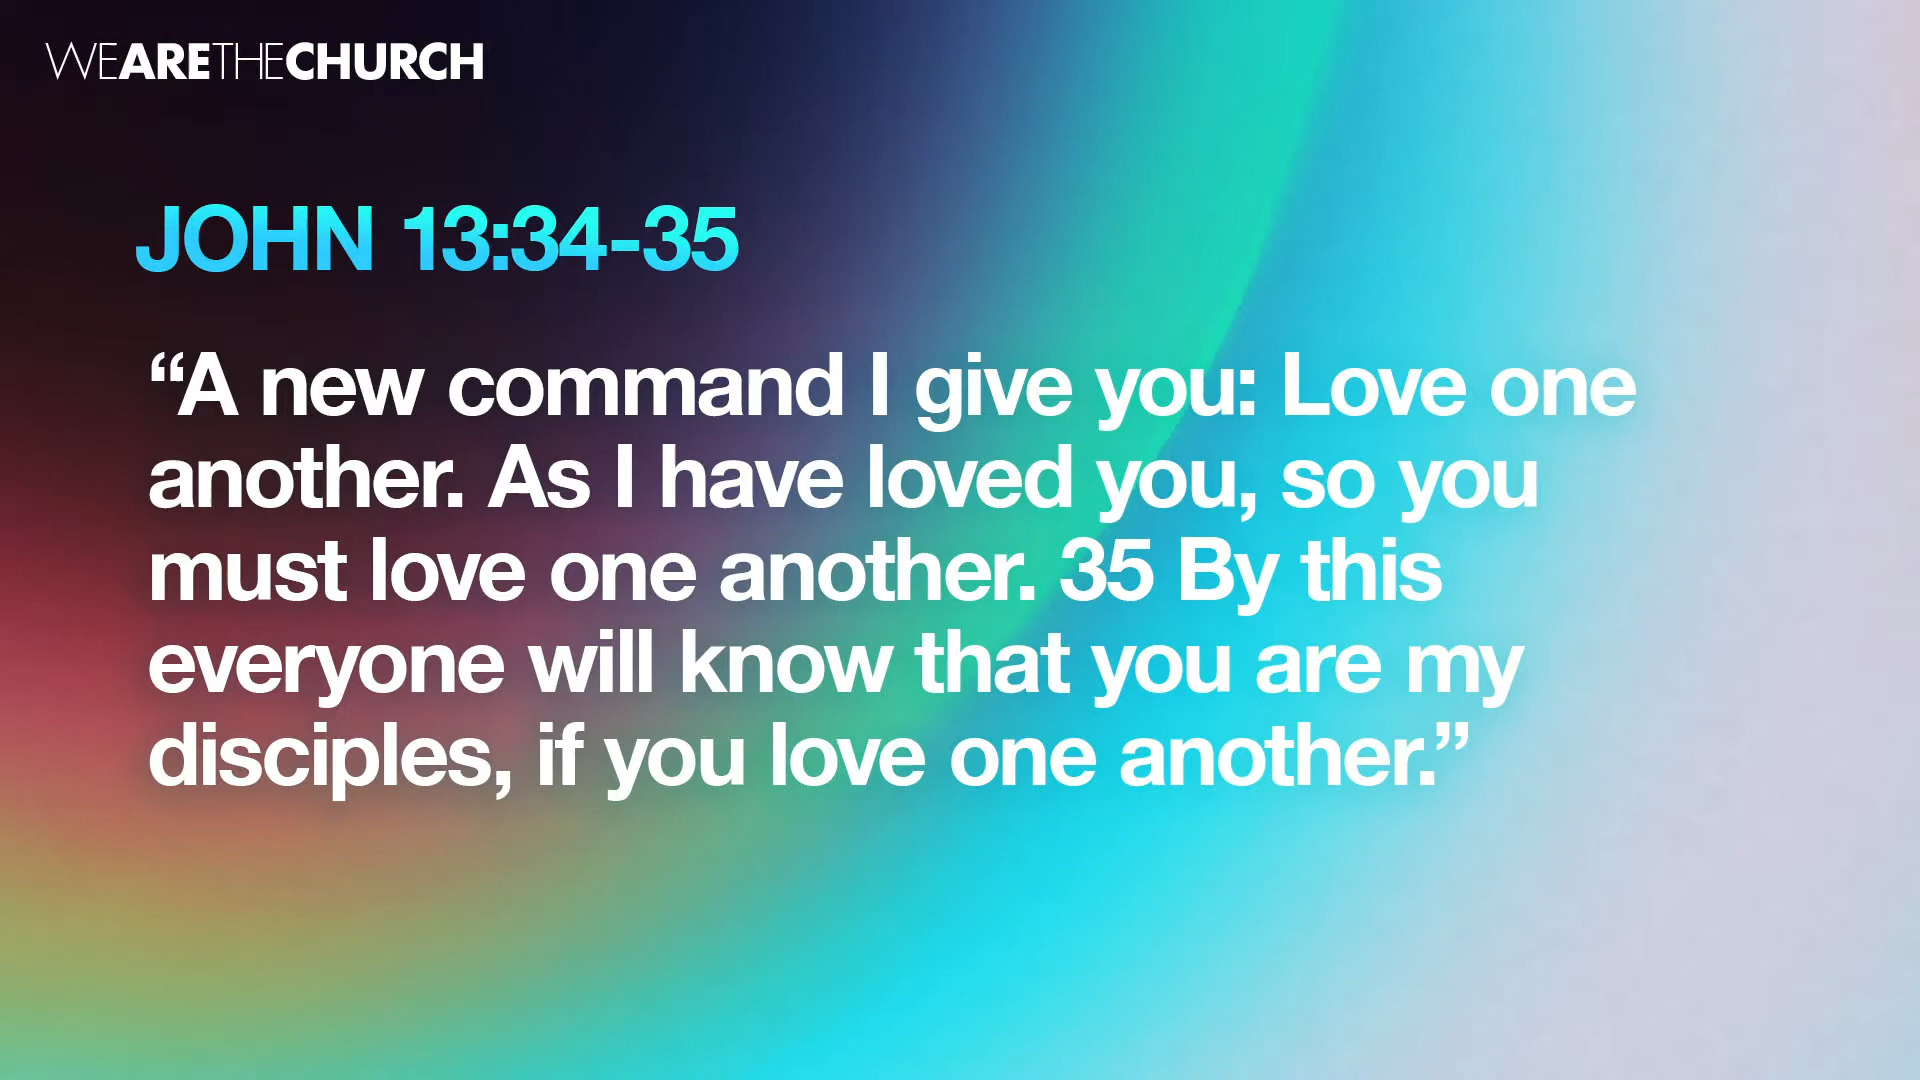 WEARETHECHURCH
JOHN 13:34-35
“A new command I give you: Love one
another. As I have loved you, so you
must love one another. 35 By this
everyone will know that you are my
disciples, if you love one another.”